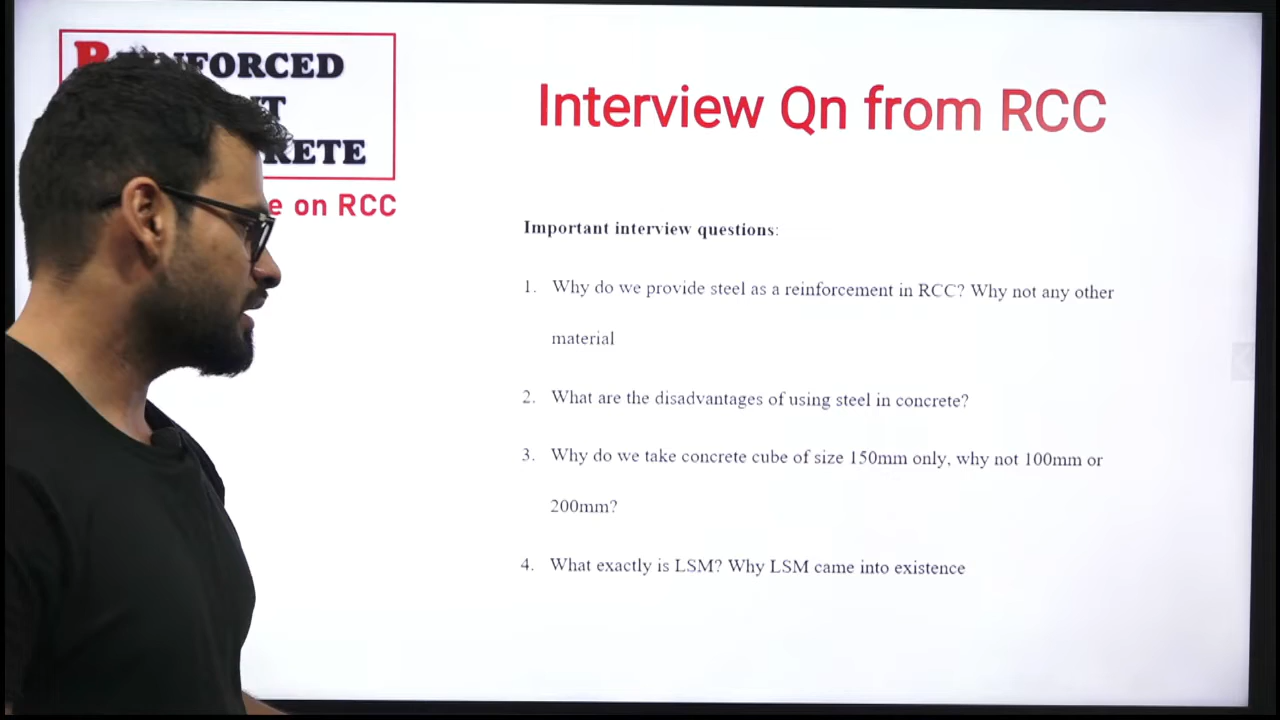 FORCED
RETE
e on RCC
Interview Qn from RCC
Important interview questions:
1. Why do we provide steel as a reinforcement in RCC? Why not any other
material
2. What are the disadvantages of using steel in concrete?
3. Why do we take concrete cube of size 150mm only, why not 100mm or
200mm?
4. What exactly is LSM? Why LSM came into existence